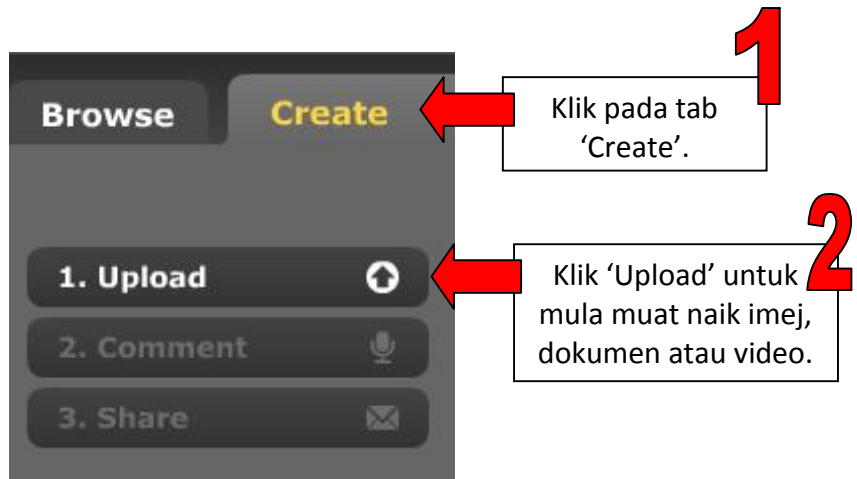 Browse
Create
1
Klik pada tab
‘Create’.
1. Upload
2
Klik ‘Upload’ untuk
mula muat naik imej,
dokumen atau video.
2. Comment
3. Share